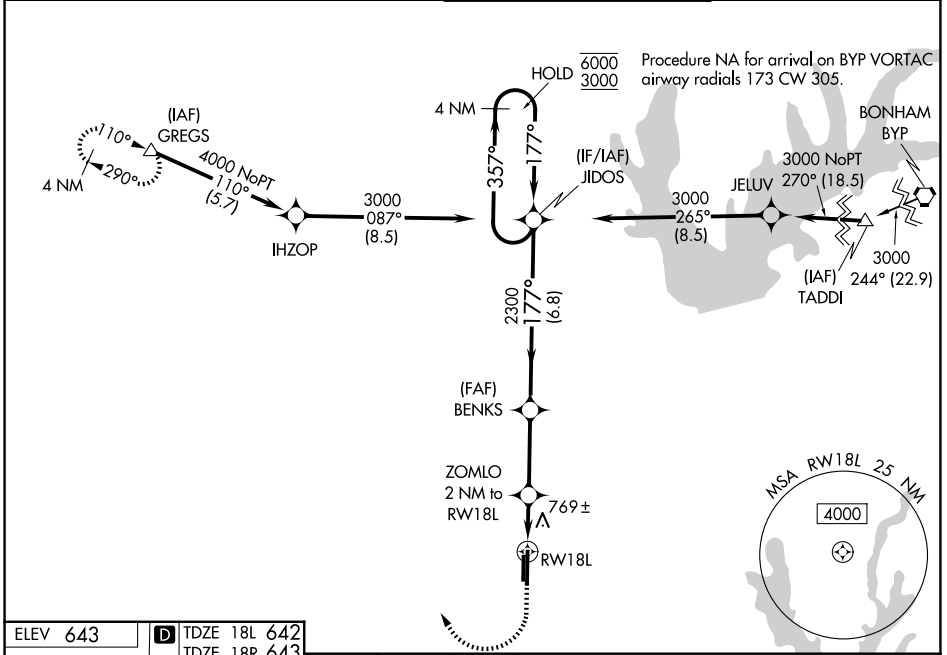 HOLD
6000
3000
Procedure NA for arrival on BYP VORTAC
airway radials 173 CW 305.
4 NM
177°
357°
(IF/IAF)
JIDOS
BONHAM
BYP
(IAF)
GREGS
110°
290°
4 NM
4000 NoPT
110°
(5.7)
IHZOP
3000
087°
(8.5)
3000
265°
(8.5)
JELUV
3000 NoPT
270° (18.5)
(IAF)
TADDI
3000
244° (22.9)
2300
177°
(6.8)
(FAF)
BENKS
ZOMLO
2 NM to
RW18L
769±
RW18L
MSA RW18L 25 NM
4000
ELEV 643
D
TDZE 18L 642
TDZE 18R 643